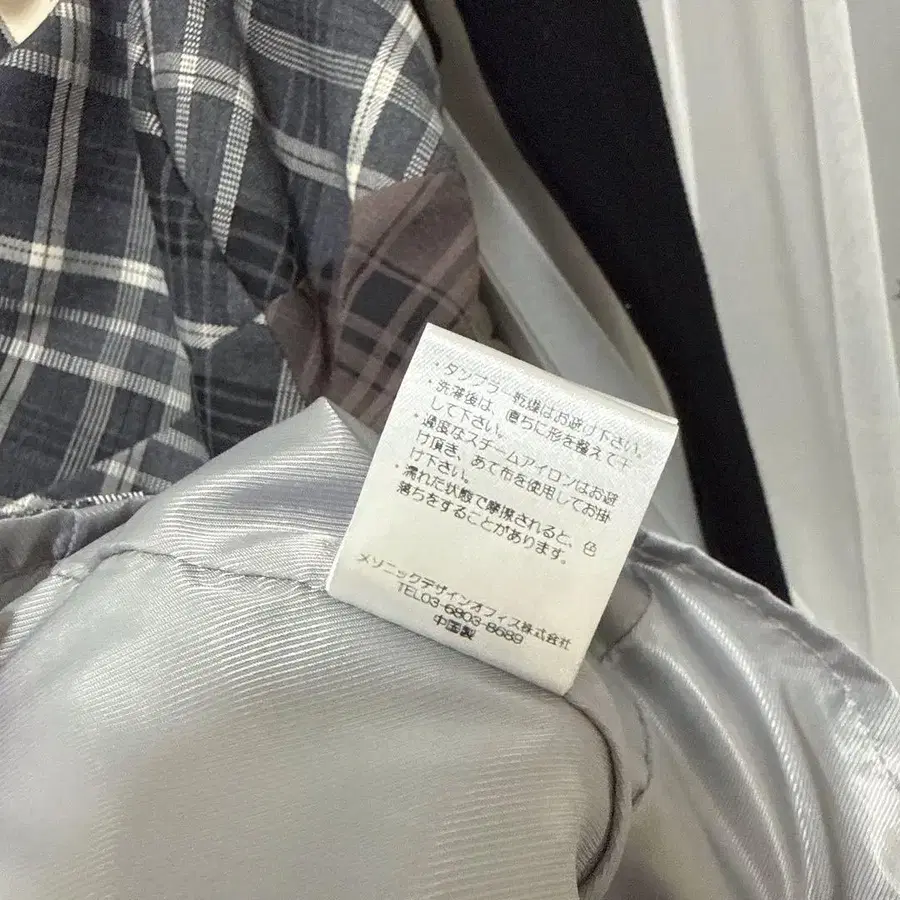 ・タンブラー乾燥はお避け下さい。
・洗濯後は、直ちに形を整えて干
して下さい。
・過度なスチームアイロンはお避
け頂き、あて布を使用してお掛
け下さい。
・濡れた状態で摩擦されると、色
落ちをすることがあります。
メソニックデザインオフィス株式会社
TEL03-6803-8689
中国製